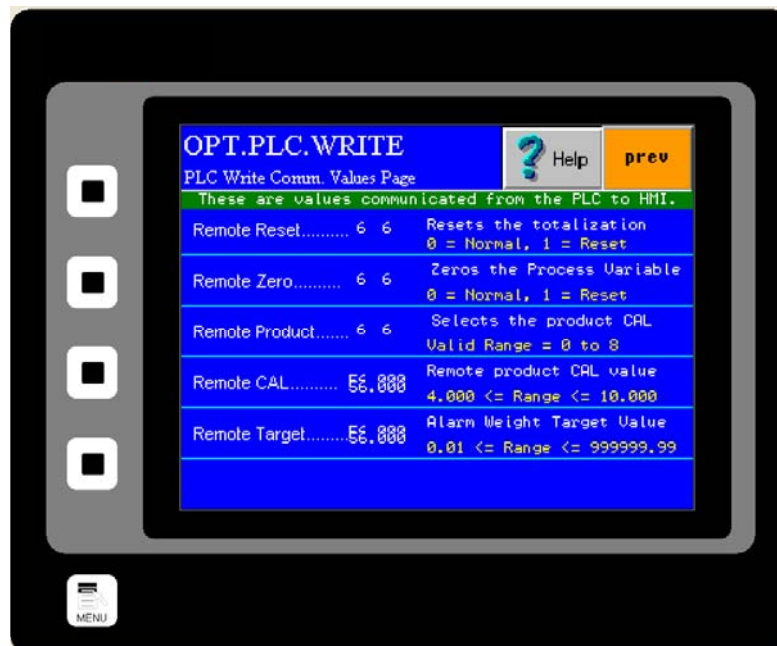 OPT.PLC.WRITE
PLC Write Comm. Values Page
Help
prev
These are values communicated from the PLC to HMI.
Remote Reset.......... 6 6
Resets the totalization
0 = Normal, 1 = Reset
Remote Zero.......... 6 6
Zeros the Process Variable
0 = Normal, 1 = Reset
Remote Product....... 6 6
Selects the product CAL
Valid Range = 0 to 8
Remote CAL..........
Remote product CAL value
4.000 <= Range <= 10.000
Remote Target.........
Alarm Weight Target Value
0.01 <= Range <= 999999.99
MENU